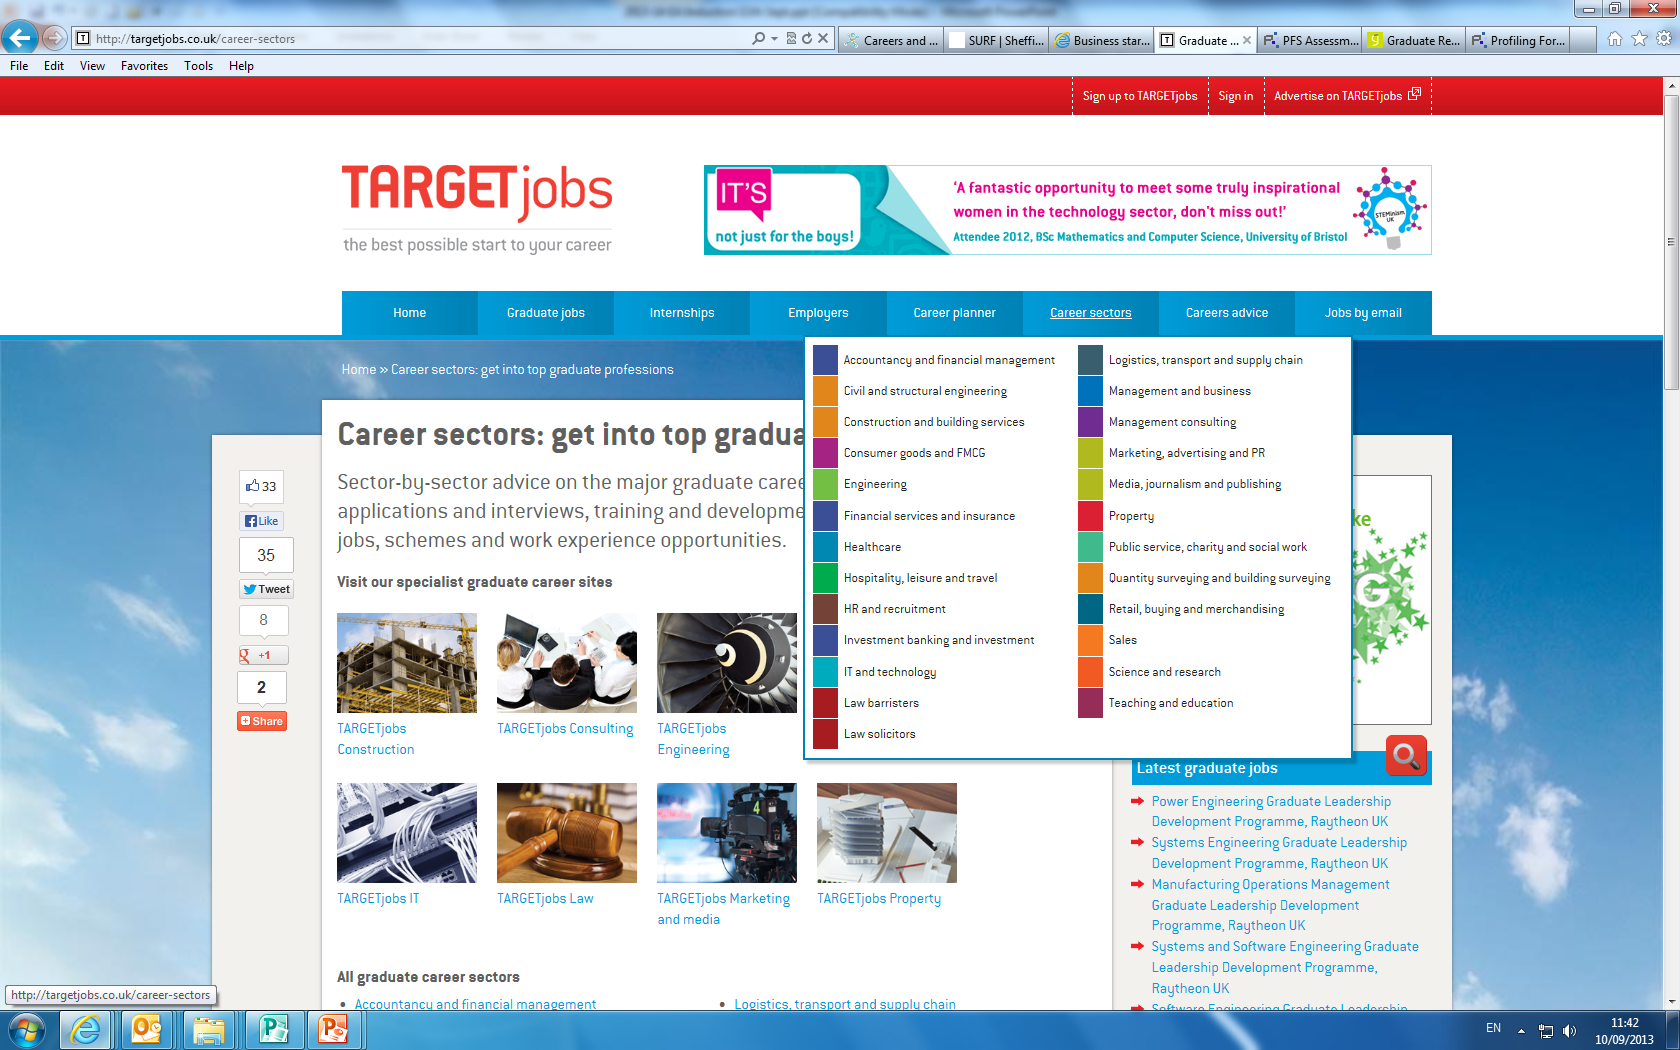 http://targetjobs.co.uk/career-sectors
Careers and ...
SURF | Sheffi...
Business star...
Graduate ...
PFS Assessm...
Graduate Re...
Profiling For...
File Edit View Favorites Tools Help
Sign up to TARGETjobs
Sign in
Advertise on TARGETjobs
TARGETjobs
the best possible start to your career
IT'S
not just for the boys!
'A fantastic opportunity to meet some truly inspirational
women in the technology sector, don't miss out!'
Attendee 2012, BSc Mathematics and Computer Science, University of Bristol
STEMinism
UK
Home
Graduate jobs
Internships
Employers
Career planner
Career sectors
Careers advice
Jobs by email
Home » Career sectors: get into top graduate professions
Accountancy and financial management
Civil and structural engineering
Construction and building services
Consumer goods and FMCG
Engineering
Financial services and insurance
Healthcare
Hospitality, leisure and travel
HR and recruitment
Investment banking and investment
IT and technology
Law barristers
Law solicitors
Logistics, transport and supply chain
Management and business
Management consulting
Marketing, advertising and PR
Media, journalism and publishing
Property
Public service, charity and social work
Quantity surveying and building surveying
Retail, buying and merchandising
Sales
Science and research
Teaching and education
Career sectors: get into top gradua
Sector-by-sector advice on the major graduate caree
applications and interviews, training and developme
jobs, schemes and work experience opportunities.
33
Like
35
Tweet
8
+1
2
Share
Visit our specialist graduate career sites
TARGETjobs
Construction
TARGETjobs Consulting
TARGETjobs
Engineering
4
TARGETjobs IT
TARGETjobs Law
TARGETjobs Marketing
and media
TARGETjobs Property
All graduate career sectors
• Accountancy and financial management
• Logistics, transport and supply chain
ke
G
Latest graduate jobs
Power Engineering Graduate Leadership
Development Programme, Raytheon UK
Systems Engineering Graduate Leadership
Development Programme, Raytheon UK
Manufacturing Operations Management
Graduate Leadership Development
Programme, Raytheon UK
Systems and Software Engineering Graduate
Leadership Development Programme,
Raytheon UK
Software Engineering Graduate Leadership
http://targetjobs.co.uk/career-sectors
EN
11:42
10/09/2013